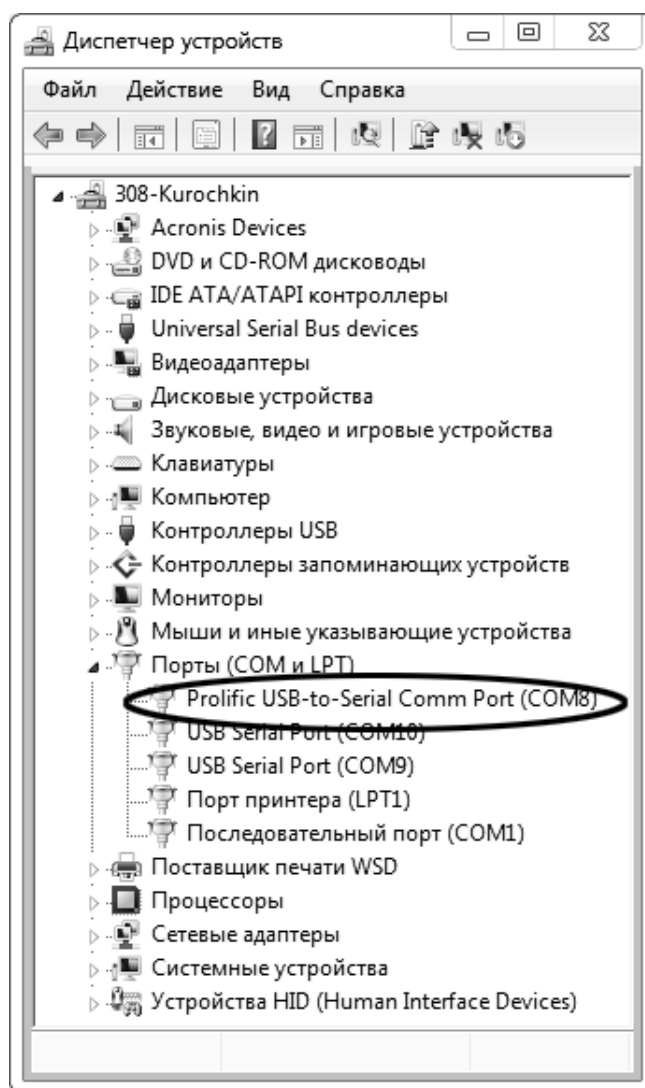 Диспетчер устройств
Файл Действие Вид Справка
308-Kurochkin
Acronis Devices
DVD и CD-ROM дисководы
IDE ATA/ATAPI контроллеры
Universal Serial Bus devices
Видеоадаптеры
Дисковые устройства
Звуковые, видео и игровые устройства
Клавиатуры
Компьютер
Контроллеры USB
Контроллеры запоминающих устройств
Мониторы
Мыши и иные указывающие устройства
Порты (COM и LPT)
Prolific USB-to-Serial Comm Port (COM8)
USB Serial Port (COM10)
USB Serial Port (COM9)
Порт принтера (LPT1)
Последовательный порт (COM1)
Поставщик печати WSD
Процессоры
Сетевые адаптеры
Системные устройства
Устройства HID (Human Interface Devices)